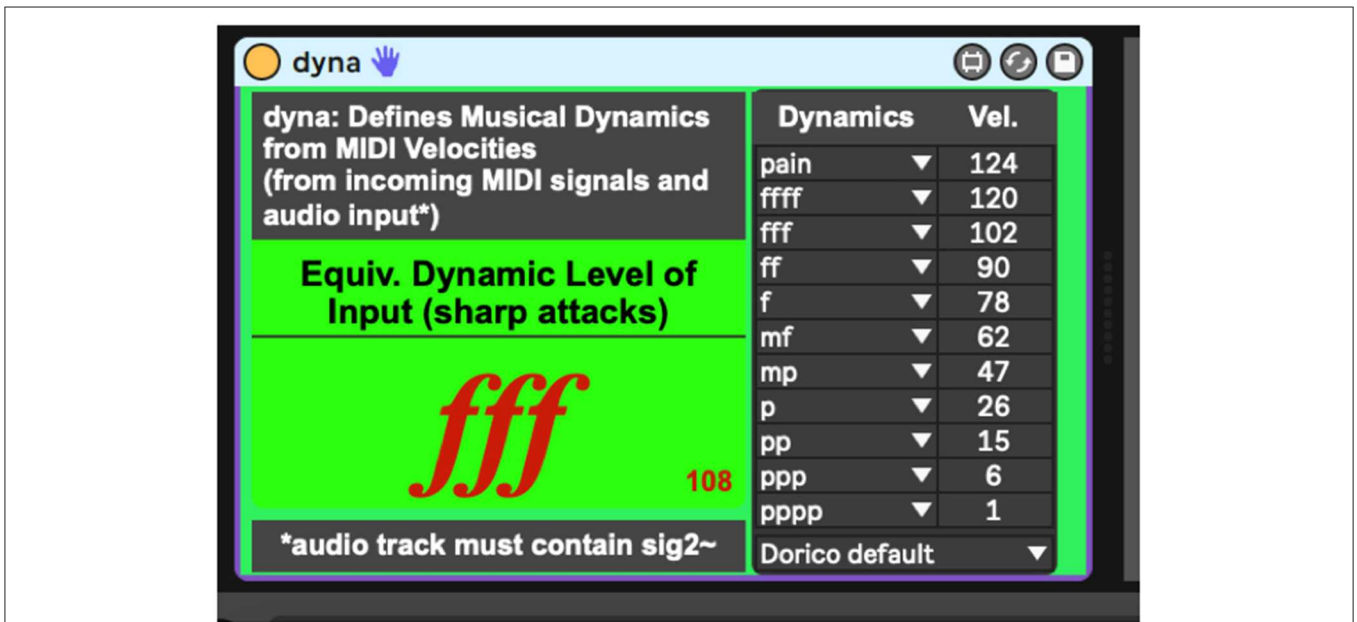 dyna
dyna: Defines Musical Dynamics
from MIDI Velocities
(from incoming MIDI signals and
audio input*)
Equiv. Dynamic Level of
Input (sharp attacks)
fff
108
*audio track must contain sig2~
Dynamics Vel.
pain 124
ffff 120
fff 102
ff 90
f 78
mf 62
mp 47
p 26
pp 15
ppp 6
pppp 1
Dorico default